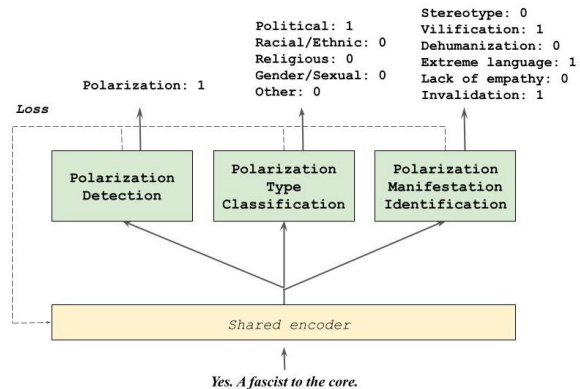 Political: 1
Racial/Ethnic: 0
Religious: 0
Gender/Sexual: 0
Other: 0
Stereotype: 0
Vilification: 1
Dehumanization: 0
Extreme language: 1
Lack of empathy: 0
Invalidation: 1
Polarization: 1
Loss
Polarization
Detection
Polarization
Type
Classification
Polarization
Manifestation
Identification
Shared encoder
Yes. A fascist to the core.